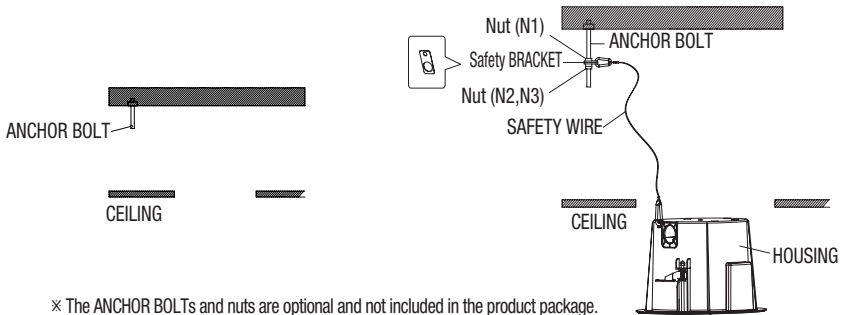 ANCHOR BOLT
CEILING
Nut (N1)
ANCHOR BOLT
Safety BRACKET
Nut (N2,N3)
SAFETY WIRE
CEILING
HOUSING
※ The ANCHOR BOLTs and nuts are optional and not included in the product package.